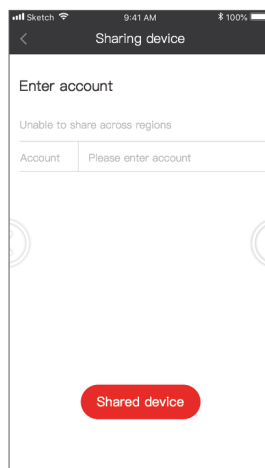 Sketch 9:41 AM 100%
Sharing device
Enter account
Unable to share across regions
Account Please enter account
Shared device